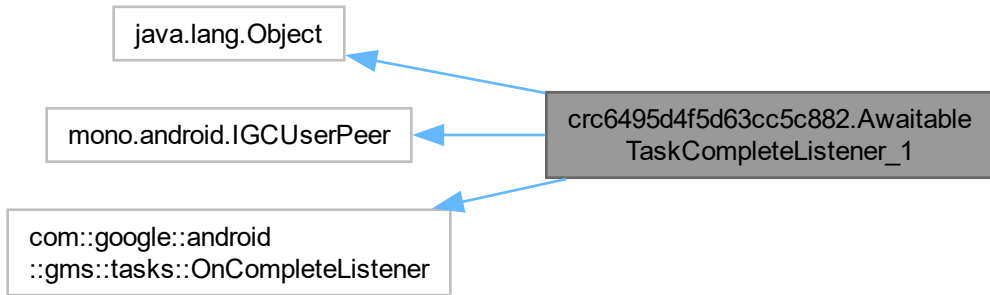 java.lang.Object
mono.android.IGCUserPeer
com::google::android
::gms::tasks::OnCompleteListener
crc6495d4f5d63cc5c882.Awaitable
TaskCompleteListener_1